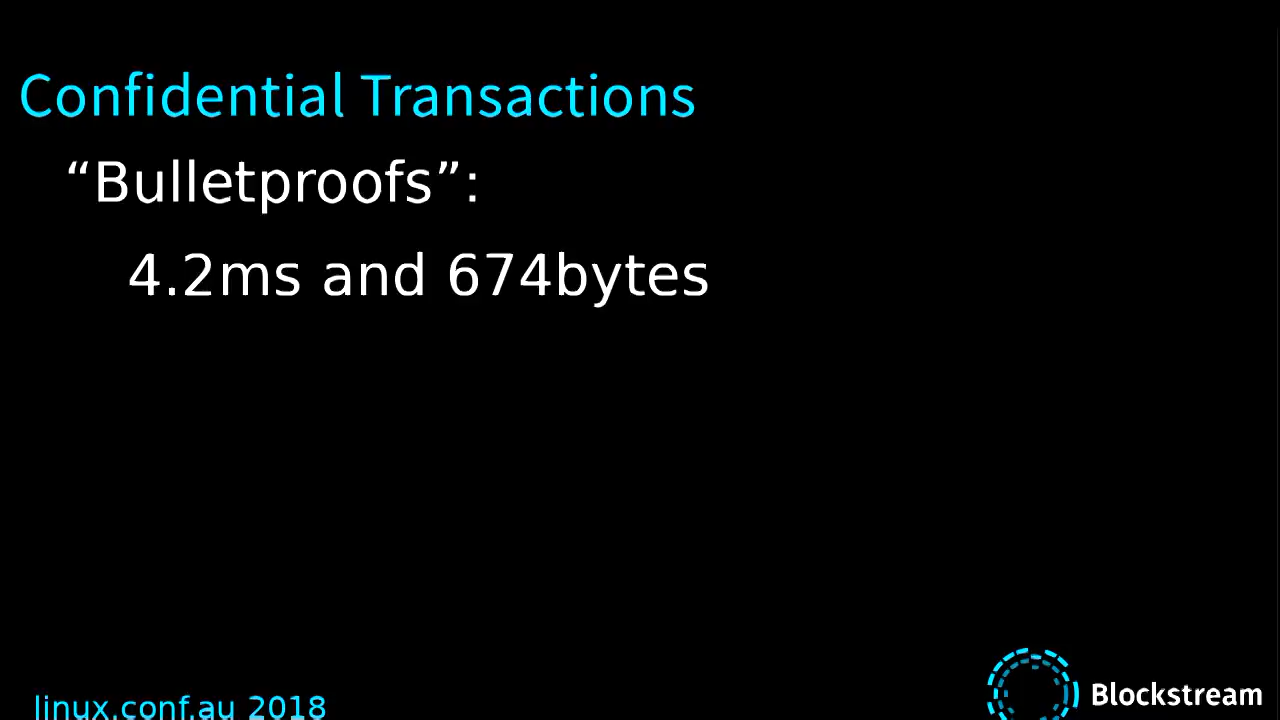 Confidential Transactions
“Bulletproofs”:
4.2ms and 674bytes
linux.conf.au 2018
Blockstream